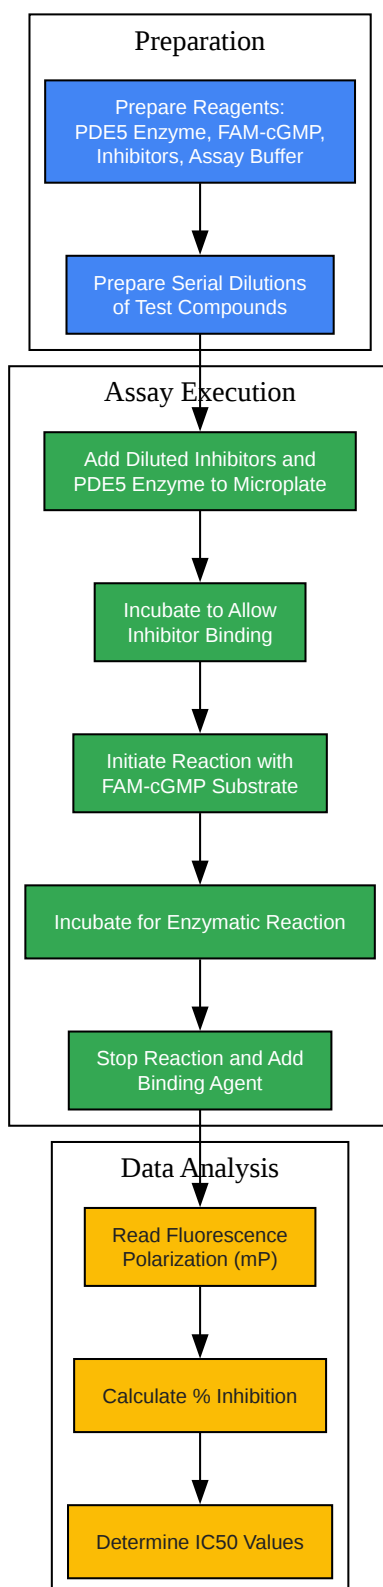 Preparation
Prepare Reagents:
PDE5 Enzyme, FAM-cGMP,
Inhibitors, Assay Buffer
Prepare Serial Dilutions
of Test Compounds
Assay Execution
Add Diluted Inhibitors and
PDE5 Enzyme to Microplate
Incubate to Allow
Inhibitor Binding
Initiate Reaction with
FAM-cGMP Substrate
Incubate for Enzymatic Reaction
Stop Reaction and Add
Binding Agent
Data Analysis
Read Fluorescence
Polarization (mP)
Calculate % Inhibition
Determine IC50 Values